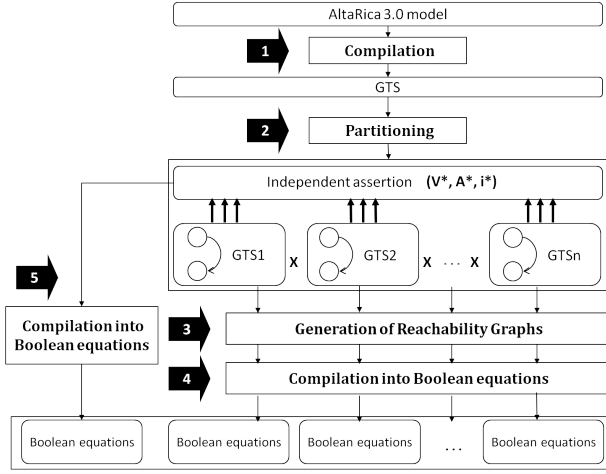 AltaRica 3.0 model
1
Compilation
GTS
2
Partitioning
Independent assertion (V*, A*, i*)
GTS1 X GTS2 X ... X GTSn
5
Compilation into
Boolean equations
3
Generation of Reachability Graphs
4
Compilation into Boolean equations
Boolean equations Boolean equations Boolean equations ... Boolean equations